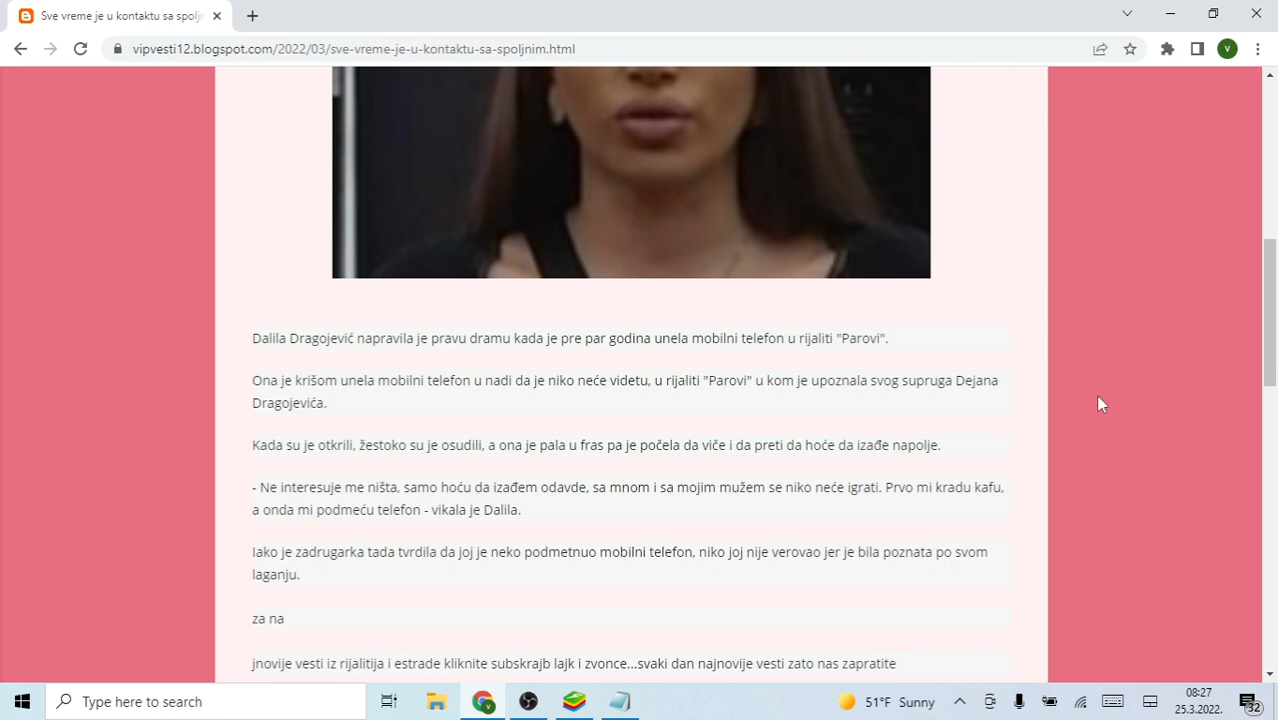 Sve vreme je u kontaktu sa spoljn
vipvesti12.blogspot.com/2022/03/sve-vreme-je-u-kontaktu-sa-spoljnim.html
V
Dalila Dragojević napravila je pravu dramu kada je pre par godina unela mobilni telefon u rijaliti "Parovi".
Ona je krišom unela mobilni telefon u nadi da je niko neće videtu, u rijaliti "Parovi" u kom je upoznala svog supruga Dejana
Dragojevića.
Kada su je otkrili, žestoko su je osudili, a ona je pala u fras pa je počela da viče i da preti da hoće da izađe napolje.
- Ne interesuje me ništa, samo hoću da izađem odavde, sa mnom i sa mojim mužem se niko neće igrati. Prvo mi kradu kafu,
a onda mi podmeću telefon - vikala je Dalila.
Iako je zadrugarka tada tvrdila da joj je neko podmetnuo mobilni telefon, niko joj nije verovao jer je bila poznata po svom
laganju.
za na
jnovije vesti iz rijalitija i estrade kliknite subskrajb lajk i zvonce...svaki dan najnovije vesti zato nas zapratite
Type here to search
51°F Sunny
08:27
25.3.2022.
32